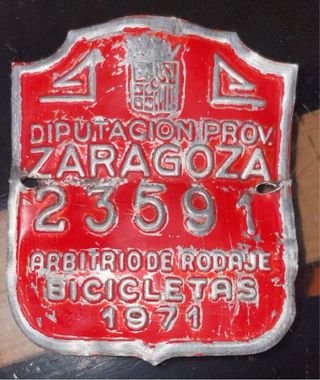 DIPUTACION PROV.
ZARAGOZA
23591
ARBITRIO DE RODAJE
BICICLETAS
1971